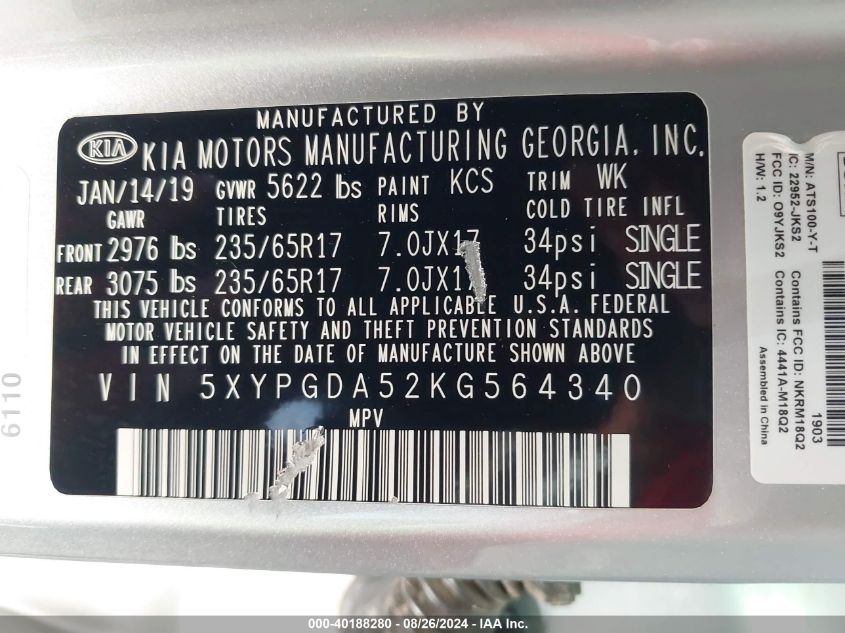 MANUFACTURED BY
KIA KIA MOTORS MANUFACTURING GEORGIA, INC.
JAN/14/19 GVWR 5622 lbs PAINT KCS TRIM WK
GAWR TIRES RIMS COLD TIRE INFL
FRONT 2976 lbs 235/65R17 7.0JX17 34psi SINGLE
REAR 3075 lbs 235/65R17 7.0JX1 34psi SINGLE
THIS VEHICLE CONFORMS TO ALL APPLICABLE U.S.A. FEDERAL
MOTOR VEHICLE SAFETY AND THEFT PREVENTION STANDARDS
IN EFFECT ON THE DATE OF MANUFACTURE SHOWN ABOVE
VIN 5XYPGDA52KG564340
MPV
6110
M/N: ATS100-Y-T
IC: 22952-JKS2
FCC ID: O9YJKS2
H/W: 1.2
1903
Contains FCC ID: NKRM18Q2
Contains IC: 4441A-M18Q2
Assembled in China
000-40188280 - 08/26/2024 - IAA Inc.